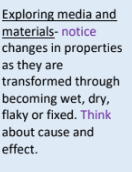 Exploring media and
materials- notice
changes in properties
as they are
transformed through
becoming wet, dry,
flaky or fixed. Think
about cause and
effect.